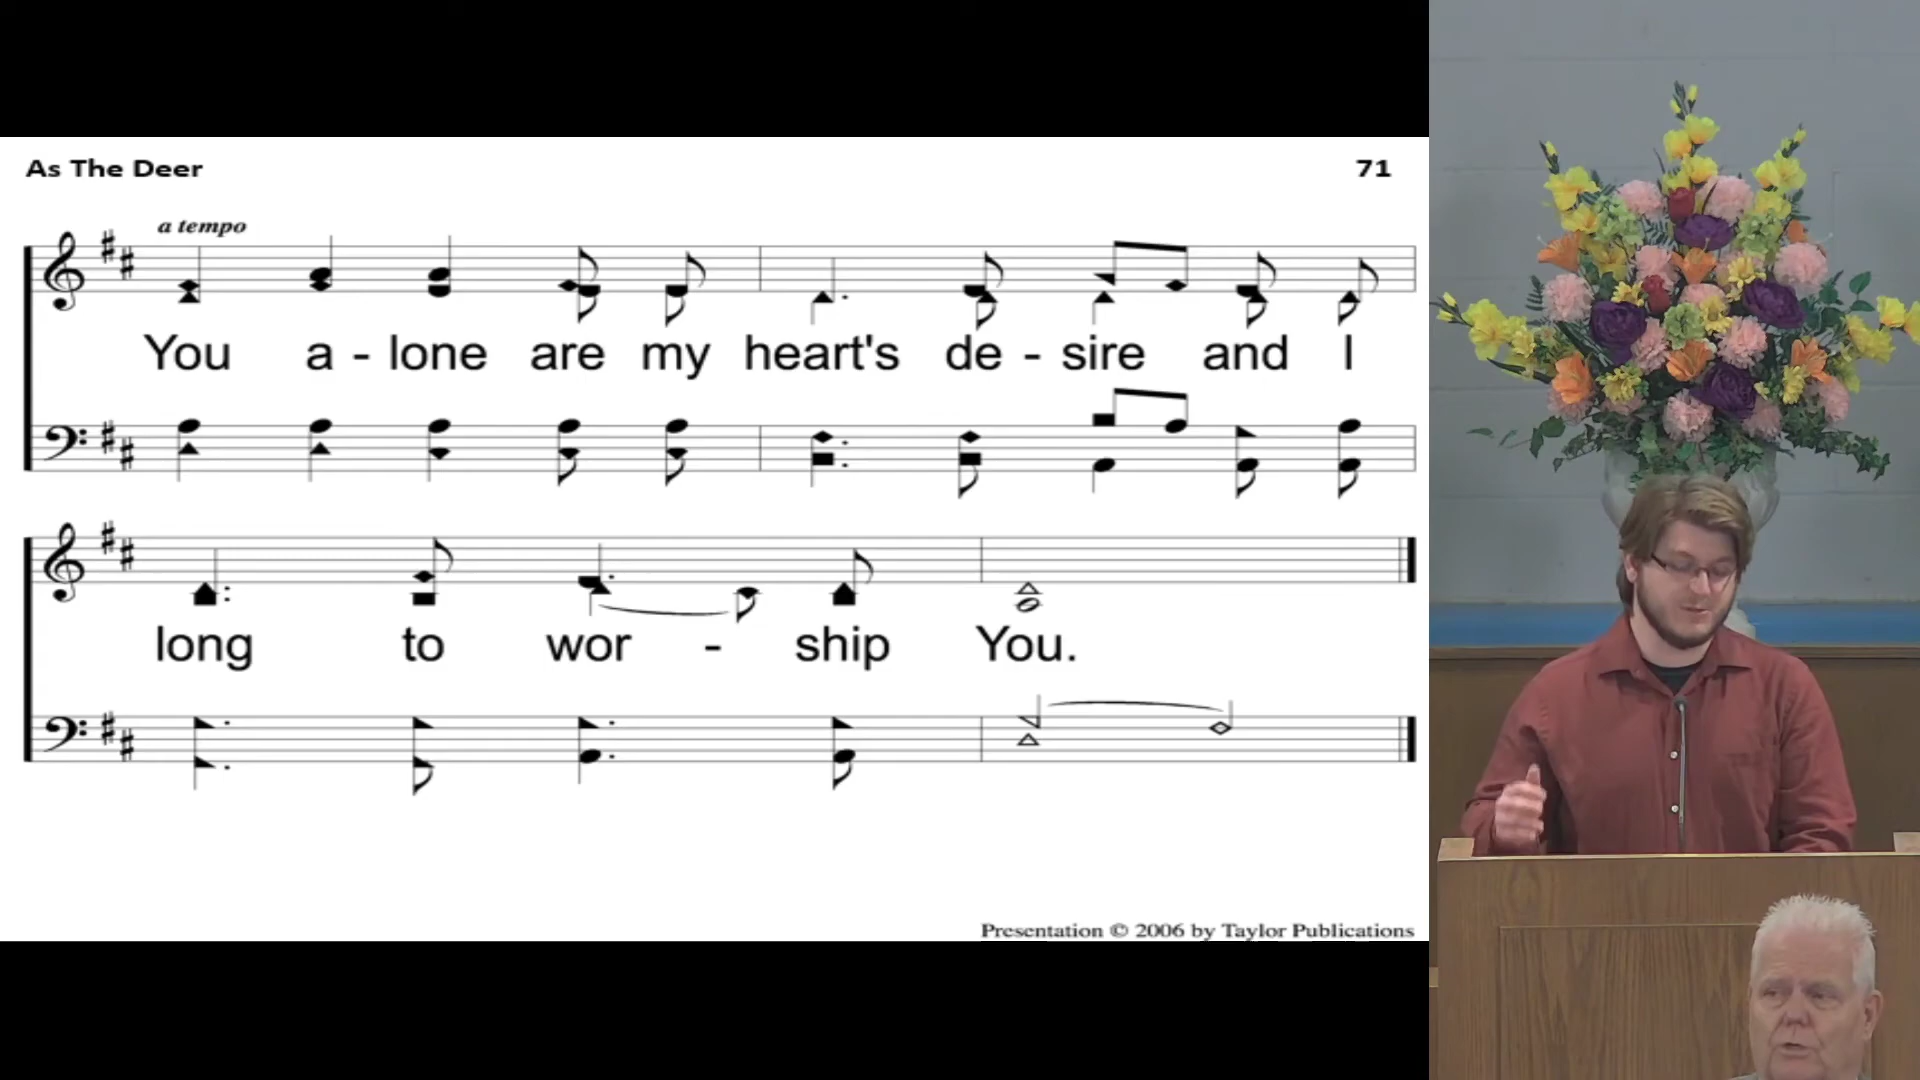 As The Deer 71
a tempo
You a - lone are my heart's de - sire and I
long to wor - ship You.
Presentation © 2006 by Taylor Publications